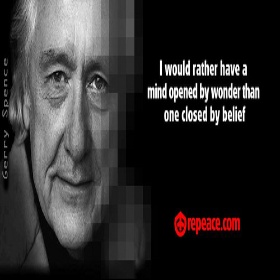 Gerry Spence
I would rather have a
mind opened by wonder than
one closed by belief
repeace.com